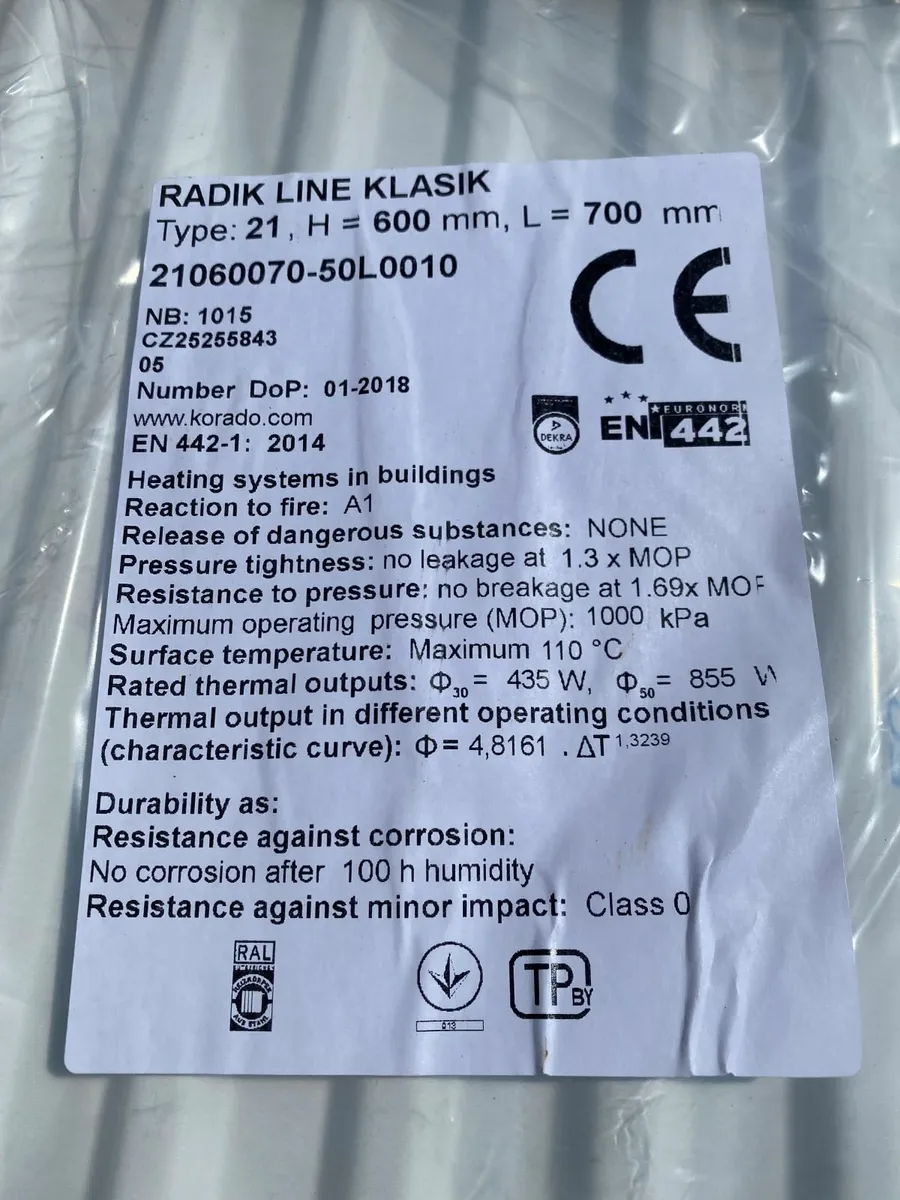 RADIK LINE KLASIK
Type: 21, H = 600 mm, L = 700 mm
21060070-50L0010
NB: 1015
CZ25255843
05
Number DoP: 01-2018
www.korado.com
EN 442-1: 2014
DEKRA
EURONORM
EN 442
Heating systems in buildings
Reaction to fire: A1
Release of dangerous substances: NONE
Pressure tightness: no leakage at 1.3 x MOP
Resistance to pressure: no breakage at 1.69x MOP
Maximum operating pressure (MOP): 1000 kPa
Surface temperature: Maximum 110 °C
Rated thermal outputs: Φ30 = 435 W, Φ50 = 855 W
Thermal output in different operating conditions
(characteristic curve): Φ = 4,8161 . ΔT 1,3239
Durability as:
Resistance against corrosion:
No corrosion after 100 h humidity
Resistance against minor impact: Class 0
RAL
AUS STAHL
013
TP BY
CE